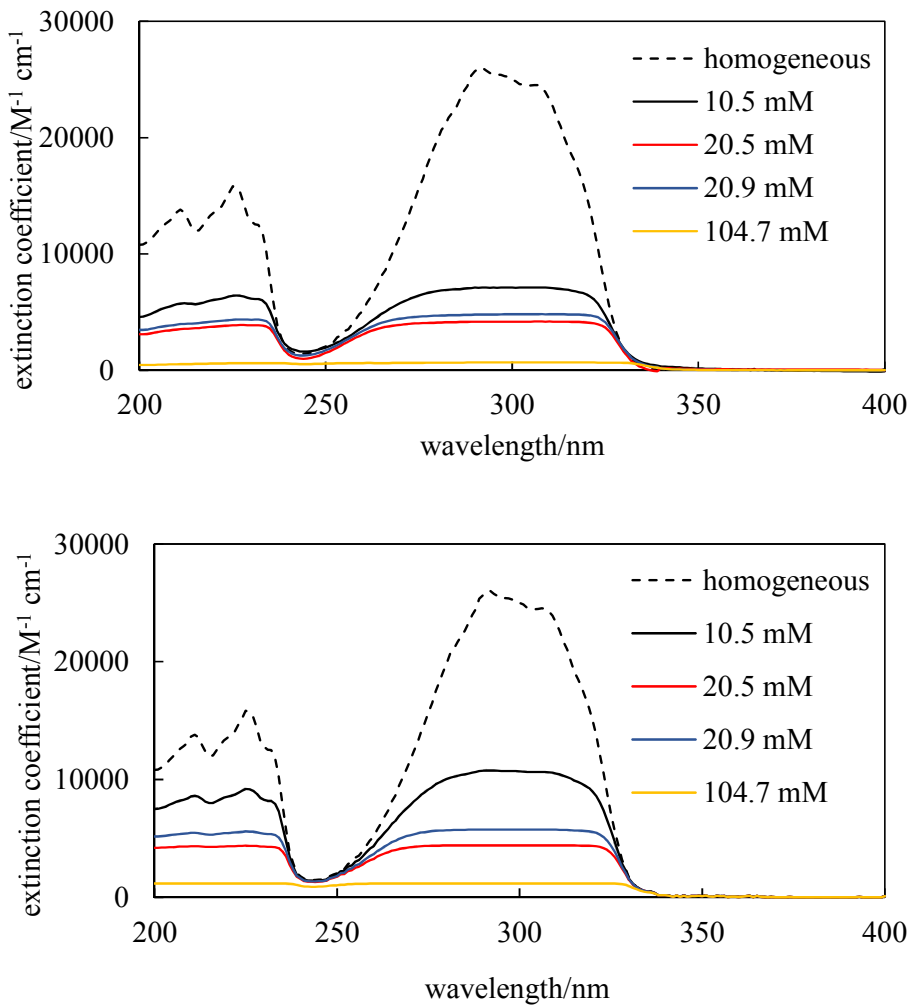 extinction coefficient/M-1 cm-1
30000
20000
10000
0
homogeneous
10.5 mM
20.5 mM
20.9 mM
104.7 mM
200
250
300
350
400
wavelength/nm
extinction coefficient/M-1 cm-1
30000
20000
10000
0
homogeneous
10.5 mM
20.5 mM
20.9 mM
104.7 mM
200
250
300
350
400
wavelength/nm